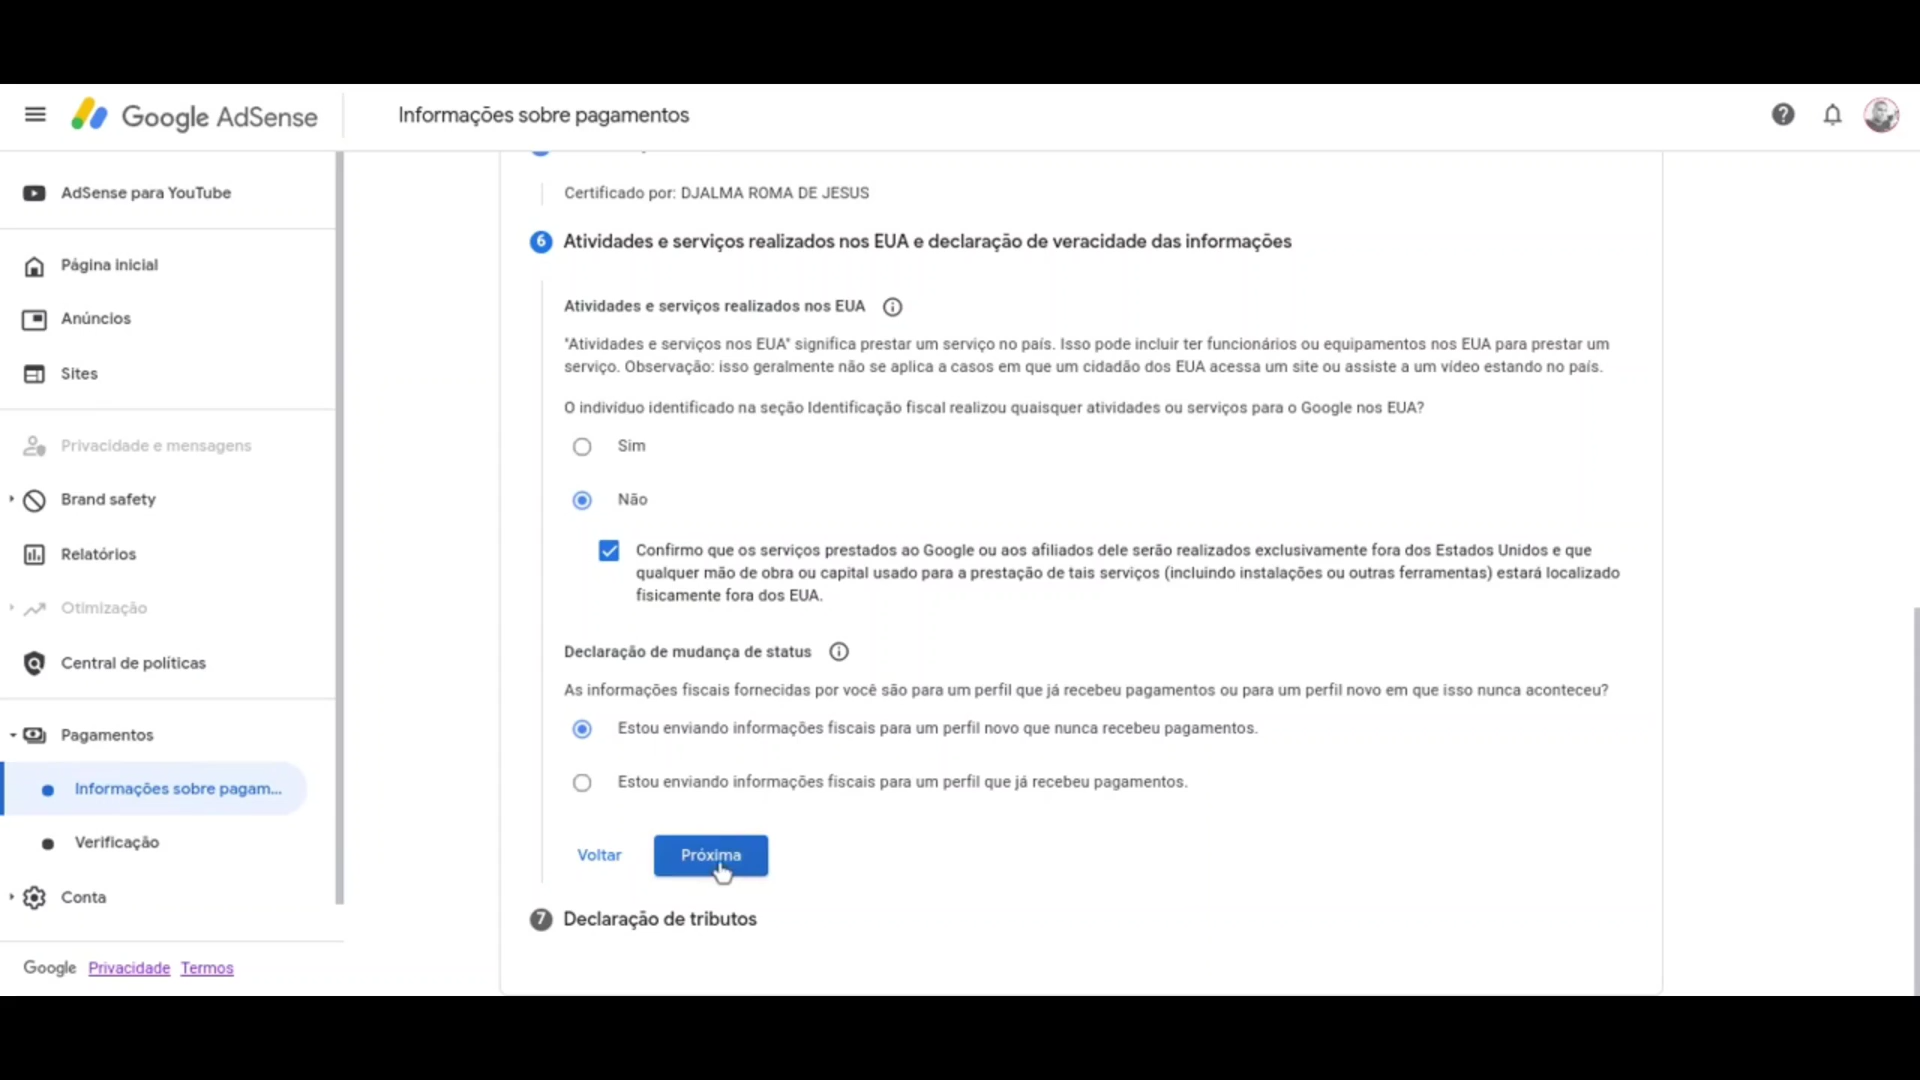 Google AdSense
Informações sobre pagamentos
AdSense para YouTube
Página inicial
Anúncios
Sites
Privacidade e mensagens
Brand safety
Relatórios
Otimização
Central de políticas
Pagamentos
Informações sobre pagam...
Verificação
Conta
Google Privacidade Termos
Certificado por: DJALMA ROMA DE JESUS
6 Atividades e serviços realizados nos EUA e declaração de veracidade das informações
Atividades e serviços realizados nos EUA
"Atividades e serviços nos EUA" significa prestar um serviço no país. Isso pode incluir ter funcionários ou equipamentos nos EUA para prestar um
serviço. Observação: isso geralmente não se aplica a casos em que um cidadão dos EUA acessa um site ou assiste a um vídeo estando no país.
O indivíduo identificado na seção Identificação fiscal realizou quaisquer atividades ou serviços para o Google nos EUA?
Sim
Não
Confirmo que os serviços prestados ao Google ou aos afiliados dele serão realizados exclusivamente fora dos Estados Unidos e que
qualquer mão de obra ou capital usado para a prestação de tais serviços (incluindo instalações ou outras ferramentas) estará localizado
fisicamente fora dos EUA.
Declaração de mudança de status
As informações fiscais fornecidas por você são para um perfil que já recebeu pagamentos ou para um perfil novo em que isso nunca aconteceu?
Estou enviando informações fiscais para um perfil novo que nunca recebeu pagamentos.
Estou enviando informações fiscais para um perfil que já recebeu pagamentos.
Voltar Próxima
7 Declaração de tributos